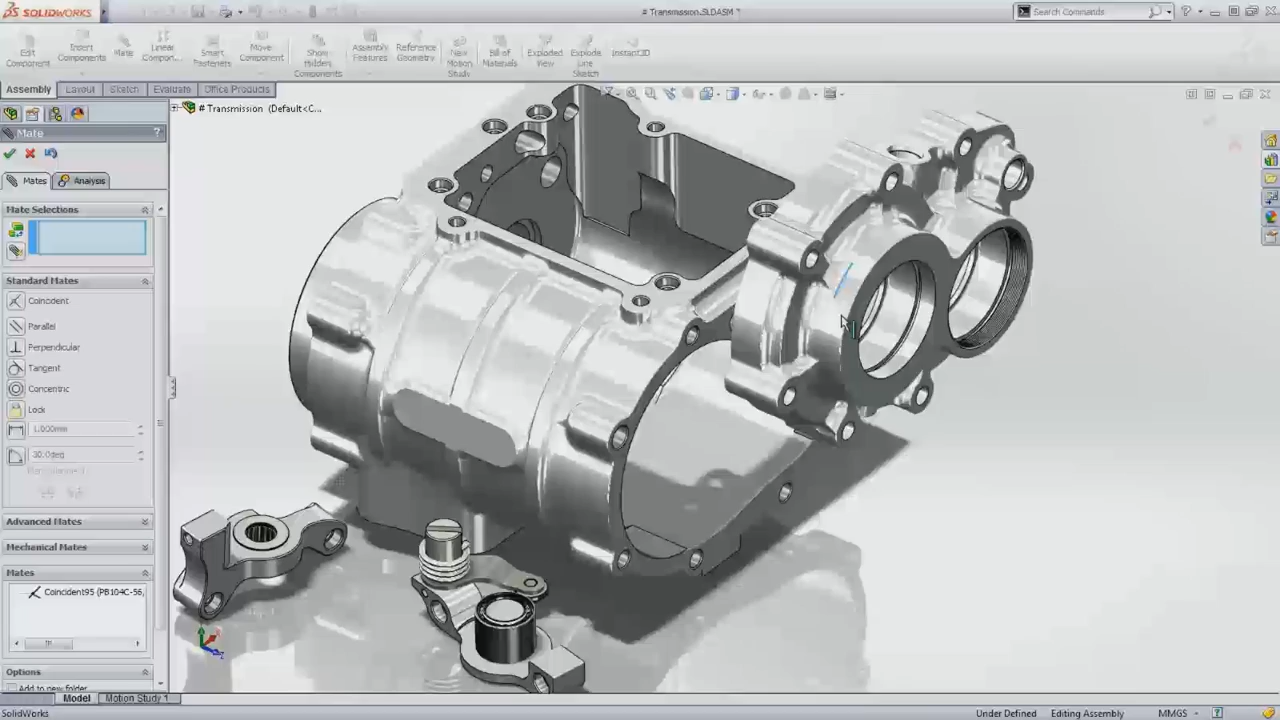 SOLIDWORKS
# Transmission.SLDASM *
Search Commands
Edit Component
Insert Components
Mate
Linear Compon...
Smart Fasteners
Move Component
Show Hidden Components
Assembly Features
Reference Geometry
New Motion Study
Bill of Materials
Exploded View
Explode Line Sketch
Instant3D
Assembly
Layout
Sketch
Evaluate
Office Products
# Transmission (Default<C...
Mate
?
Mates
Analysis
Mate Selections
Standard Mates
Coincident
Parallel
Perpendicular
Tangent
Concentric
Lock
1.000mm
30.0deg
Advanced Mates
Mechanical Mates
Mates
Coincident95 (PB104C-56,
Options
Add to new folder
Model
Motion Study 1
SolidWorks
Under Defined
Editing Assembly
MMGS